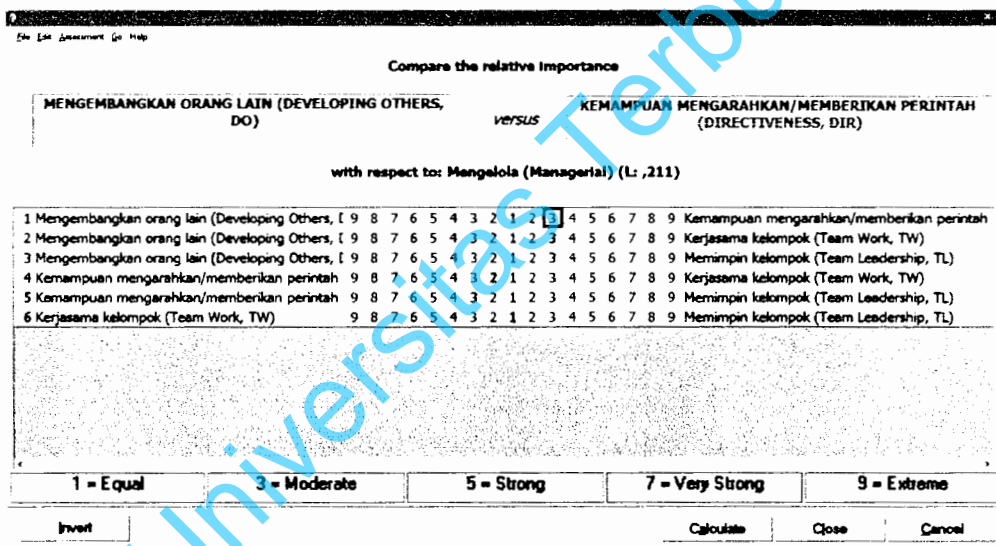 File Edit Assessment Go Help
Compare the relative importance
MENGEMBANGKAN ORANG LAIN (DEVELOPING OTHERS, DO)
versus
KEMAMPUAN MENGARAHKAN/MEMBERIKAN PERINTAH (DIRECTIVENESS, DIR)
with respect to: Mengelola (Managerial) (L: ,211)
1 Mengembangkan orang lain (Developing Others, [ 9 8 7 6 5 4 3 2 1 2 3 4 5 6 7 8 9 Kemampuan mengarahkan/memberikan perintah
2 Mengembangkan orang lain (Developing Others, [ 9 8 7 6 5 4 3 2 1 2 3 4 5 6 7 8 9 Kerjasama kelompok (Team Work, TW)
3 Mengembangkan orang lain (Developing Others, [ 9 8 7 6 5 4 3 2 1 2 3 4 5 6 7 8 9 Memimpin kelompok (Team Leadership, TL)
4 Kemampuan mengarahkan/memberikan perintah 9 8 7 6 5 4 3 2 1 2 3 4 5 6 7 8 9 Kerjasama kelompok (Team Work, TW)
5 Kemampuan mengarahkan/memberikan perintah 9 8 7 6 5 4 3 2 1 2 3 4 5 6 7 8 9 Memimpin kelompok (Team Leadership, TL)
6 Kerjasama kelompok (Team Work, TW) 9 8 7 6 5 4 3 2 1 2 3 4 5 6 7 8 9 Memimpin kelompok (Team Leadership, TL)
1 = Equal 3 = Moderate 5 = Strong 7 = Very Strong 9 = Extreme
Invert Calculate Close Cancel
Universitas Terbu